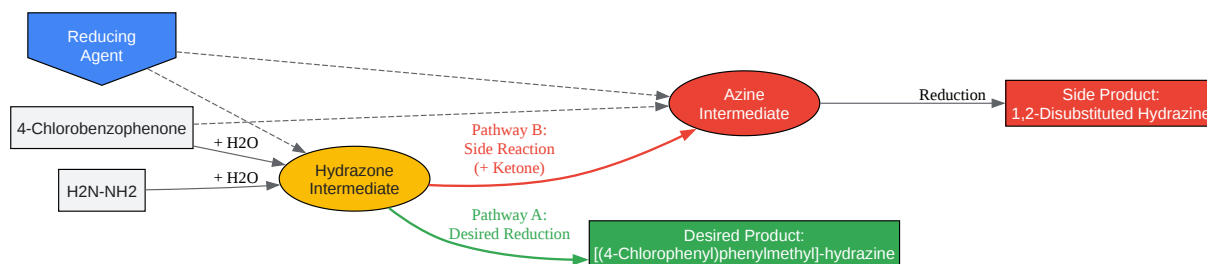 Reducing
Agent
4-Chlorobenzophenone
H2N-NH2
+ H2O
+ H2O
Hydrazone
Intermediate
Pathway B:
Side Reaction
(+ Ketone)
Pathway A:
Desired Reduction
Azine
Intermediate
Reduction
Side Product:
1,2-Disubstituted Hydrazine
Desired Product:
[(4-Chlorophenyl)phenylmethyl]-hydrazine